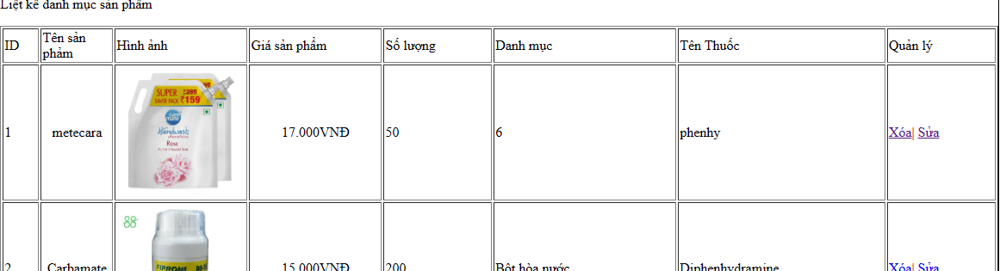 Liệt kê danh mục sản phẩm
ID
Tên sản
phảm
Hình ảnh
Giá sản phẩm
Số lượng
Danh mục
Tên Thuốc
Quản lý
1
metecara
SUPER
SAVER PACK ₹159
Handwash
Rose
17.000VNĐ
50
6
phenhy
Xóa| Sửa
2
Carbamate
FIPRONI
15.000VNĐ
200
Bột hòa nước
Diphenhydramine
Xóa| Sửa